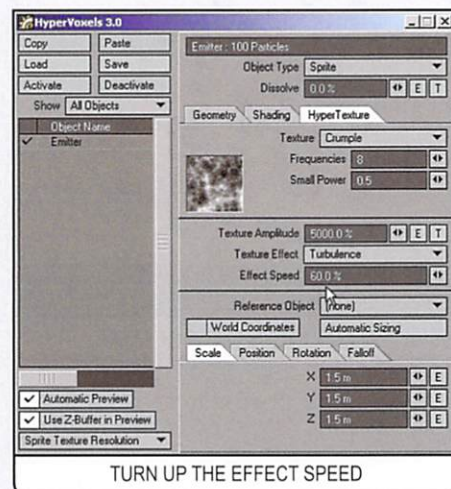 HyperVoxels 3.0
Copy Paste
Load Save
Activate Deactivate
Show All Objects
Object Name
Emitter
Automatic Preview
Use Z-Buffer in Preview
Sprite Texture Resolution
Emitter : 100 Particles
Object Type Sprite
Dissolve 0.0 % E T
Geometry Shading HyperTexture
Texture Crumple
Frequencies 8
Small Power 0.5
Texture Amplitude 5000.0 % E T
Texture Effect Turbulence
Effect Speed 60.0 %
Reference Object (none)
World Coordinates Automatic Sizing
Scale Position Rotation Falloff
X 1.5 m E
Y 1.5 m E
Z 1.5 m E
TURN UP THE EFFECT SPEED